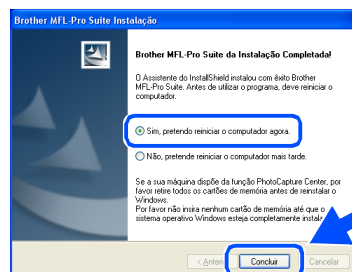 Brother MFL-Pro Suite Instalação
Brother MFL-Pro Suite da Instalação Completada!
O Assistente do InstallShield instalou com êxito Brother
MFL-Pro Suite. Antes de utilizar o programa, deve reiniciar o
computador.
Sim, pretendo reiniciar o computador agora.
Não, pretende reiniciar o computador mais tarde.
Se a sua máquina dispõe da função PhotoCapture Center, por
favor retire todos os cartões de memória antes de reinstalar o
Windows.
Por favor não insira nenhum cartão de memória até que o
sistema operativo Windows esteja completamente
< Anteri
Concluir
Cancelar